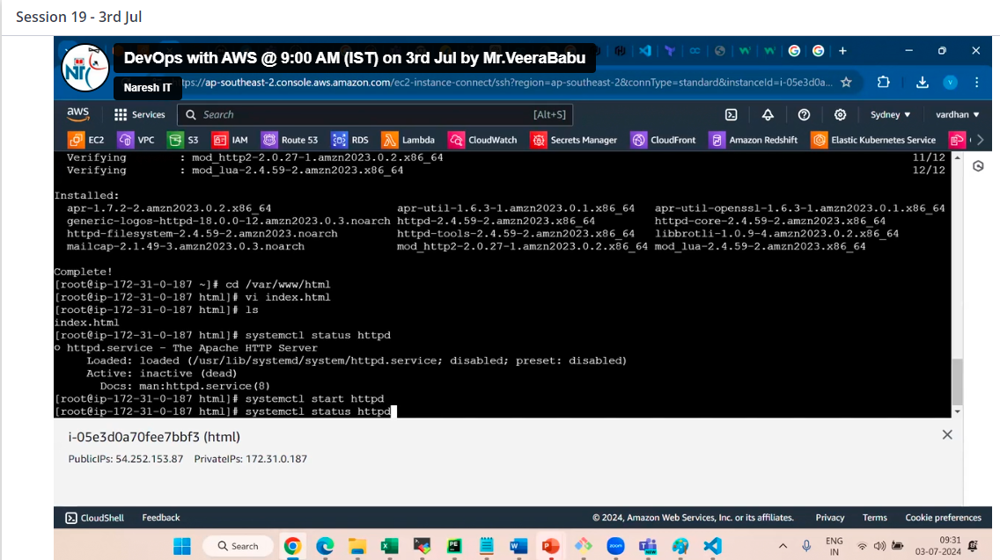 Session 19 - 3rd Jul
DevOps with AWS @ 9:00 AM (IST) on 3rd Jul by Mr.VeeraBabu
NiT
Naresh IT
tps://ap-southeast-2.console.aws.amazon.com/ec2-instance-connect/ssh?region=ap-southeast-2&connType=standard&instanceId=i-05e3d0a...
aws Services Search [Alt+S] Sydney vardhan
EC2 VPC S3 IAM Route 53 RDS Lambda CloudWatch Secrets Manager CloudFront Amazon Redshift Elastic Kubernetes Service
Verifying : mod_http2-2.0.27-1.amzn2023.0.2.x86_64 11/12
Verifying : mod_lua-2.4.59-2.amzn2023.x86_64 12/12
Installed:
apr-1.7.2-2.amzn2023.0.2.x86_64 apr-util-1.6.3-1.amzn2023.0.1.x86_64 apr-util-openssl-1.6.3-1.amzn2023.0.1.x86_64
generic-logos-httpd-18.0.0-12.amzn2023.0.3.noarch httpd-2.4.59-2.amzn2023.x86_64 httpd-core-2.4.59-2.amzn2023.x86_64
httpd-filesystem-2.4.59-2.amzn2023.noarch httpd-tools-2.4.59-2.amzn2023.x86_64 libbrotli-1.0.9-4.amzn2023.0.2.x86_64
mailcap-2.1.49-3.amzn2023.0.3.noarch mod_http2-2.0.27-1.amzn2023.0.2.x86_64 mod_lua-2.4.59-2.amzn2023.x86_64
Complete!
[root@ip-172-31-0-187 ~]# cd /var/www/html
[root@ip-172-31-0-187 html]# vi index.html
[root@ip-172-31-0-187 html]# ls
index.html
[root@ip-172-31-0-187 html]# systemctl status httpd
○ httpd.service - The Apache HTTP Server
Loaded: loaded (/usr/lib/systemd/system/httpd.service; disabled; preset: disabled)
Active: inactive (dead)
Docs: man:httpd.service(8)
[root@ip-172-31-0-187 html]# systemctl start httpd
[root@ip-172-31-0-187 html]# systemctl status httpd
i-05e3d0a70fee7bbf3 (html)
PublicIPs: 54.252.153.87 PrivateIPs: 172.31.0.187
CloudShell Feedback © 2024, Amazon Web Services, Inc. or its affiliates. Privacy Terms Cookie preferences
Search ENG 09:31
IN 03-07-2024